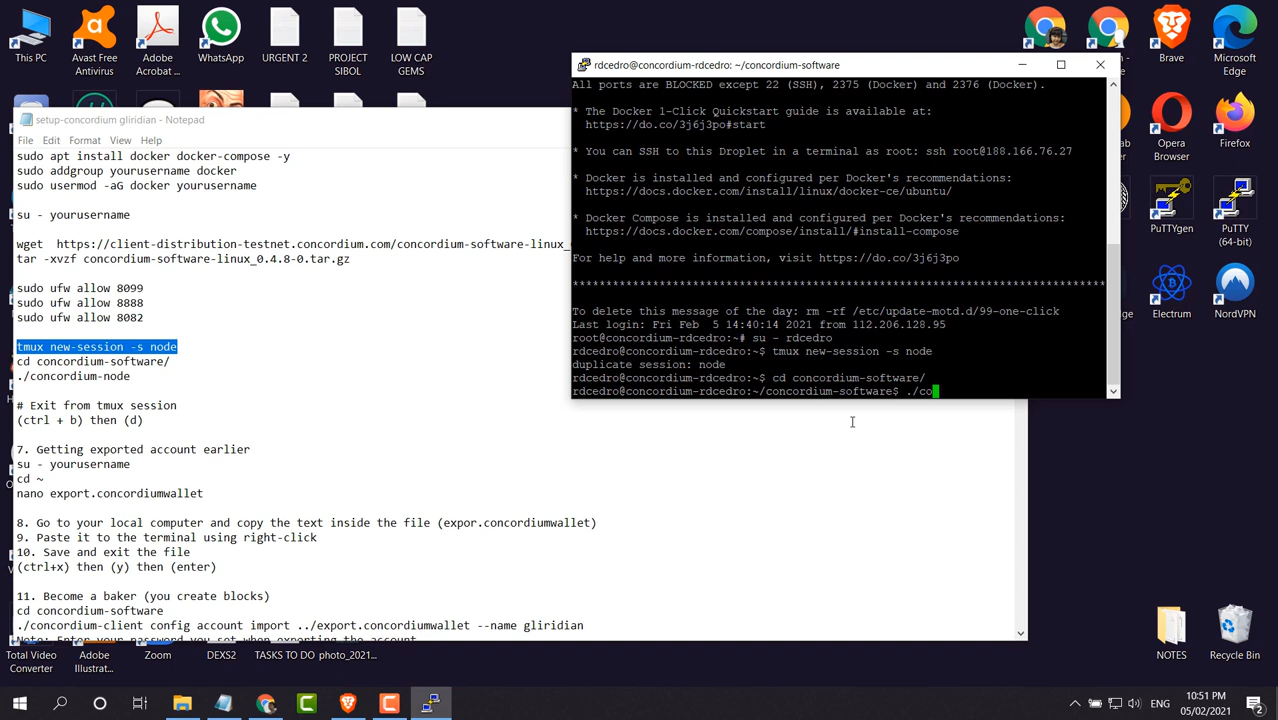 This PC
Avast Free
Antivirus
Adobe
Acrobat ...
WhatsApp
URGENT 2
PROJECT
SIBOL
LOW CAP
GEMS
Brave
Microsoft
Edge
setup-concordium gliridian - Notepad
File Edit Format View Help
sudo apt install docker docker-compose -y
sudo addgroup yourusername docker
sudo usermod -aG docker yourusername
su - yourusername
wget  https://client-distribution-testnet.concordium.com/concordium-software-linux_
tar -xvzf concordium-software-linux_0.4.8-0.tar.gz
sudo ufw allow 8099
sudo ufw allow 8888
sudo ufw allow 8082
tmux new-session -s node
cd concordium-software/
./concordium-node
# Exit from tmux session
(ctrl + b) then (d)
7. Getting exported account earlier
su - yourusername
cd ~
nano export.concordiumwallet
8. Go to your local computer and copy the text inside the file (expor.concordiumwallet)
9. Paste it to the terminal using right-click
10. Save and exit the file
(ctrl+x) then (y) then (enter)
11. Become a baker (you create blocks)
cd concordium-software
./concordium-client config account import ../export.concordiumwallet --name gliridian
Note: Enter your password you set when exporting the account
rdcedro@concordium-rdcedro: ~/concordium-software
All ports are BLOCKED except 22 (SSH), 2375 (Docker) and 2376 (Docker).
* The Docker 1-Click Quickstart guide is available at:
https://do.co/3j6j3po#start
* You can SSH to this Droplet in a terminal as root: ssh root@188.166.76.27
* Docker is installed and configured per Docker's recommendations:
https://docs.docker.com/install/linux/docker-ce/ubuntu/
* Docker Compose is installed and configured per Docker's recommendations:
https://docs.docker.com/compose/install/#install-compose
For help and more information, visit https://do.co/3j6j3po
********************************************************************************
To delete this message of the day: rm -rf /etc/update-motd.d/99-one-click
Last login: Fri Feb  5 14:40:14 2021 from 112.206.128.95
root@concordium-rdcedro:~# su - rdcedro
rdcedro@concordium-rdcedro:~$ tmux new-session -s node
duplicate session: node
rdcedro@concordium-rdcedro:~$ cd concordium-software/
rdcedro@concordium-rdcedro:~/concordium-software$ ./co
Opera
Browser
Firefox
PuTTYgen
PuTTY
(64-bit)
Electrum
NordVPN
NOTES
Recycle Bin
Total Video
Converter
Adobe
Illustrat...
Zoom
DEXS2
TASKS TO DO
photo_2021...
ENG
10:51 PM
05/02/2021
2